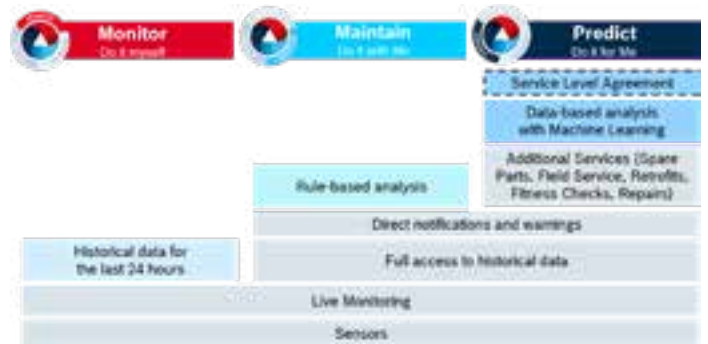 Monitor
Do it myself
Maintain
Do it with Me
Predict
Do it for Me
Service Level Agreement
Data-based analysis
with Machine Learning
Additional Services (Spare
Parts, Field Service, Retrofits,
Fitness Checks, Repairs)
Rule-based analysis
Direct notifications and warnings
Historical data for
the last 24 hours
Full access to historical data
Live Monitoring
Sensors